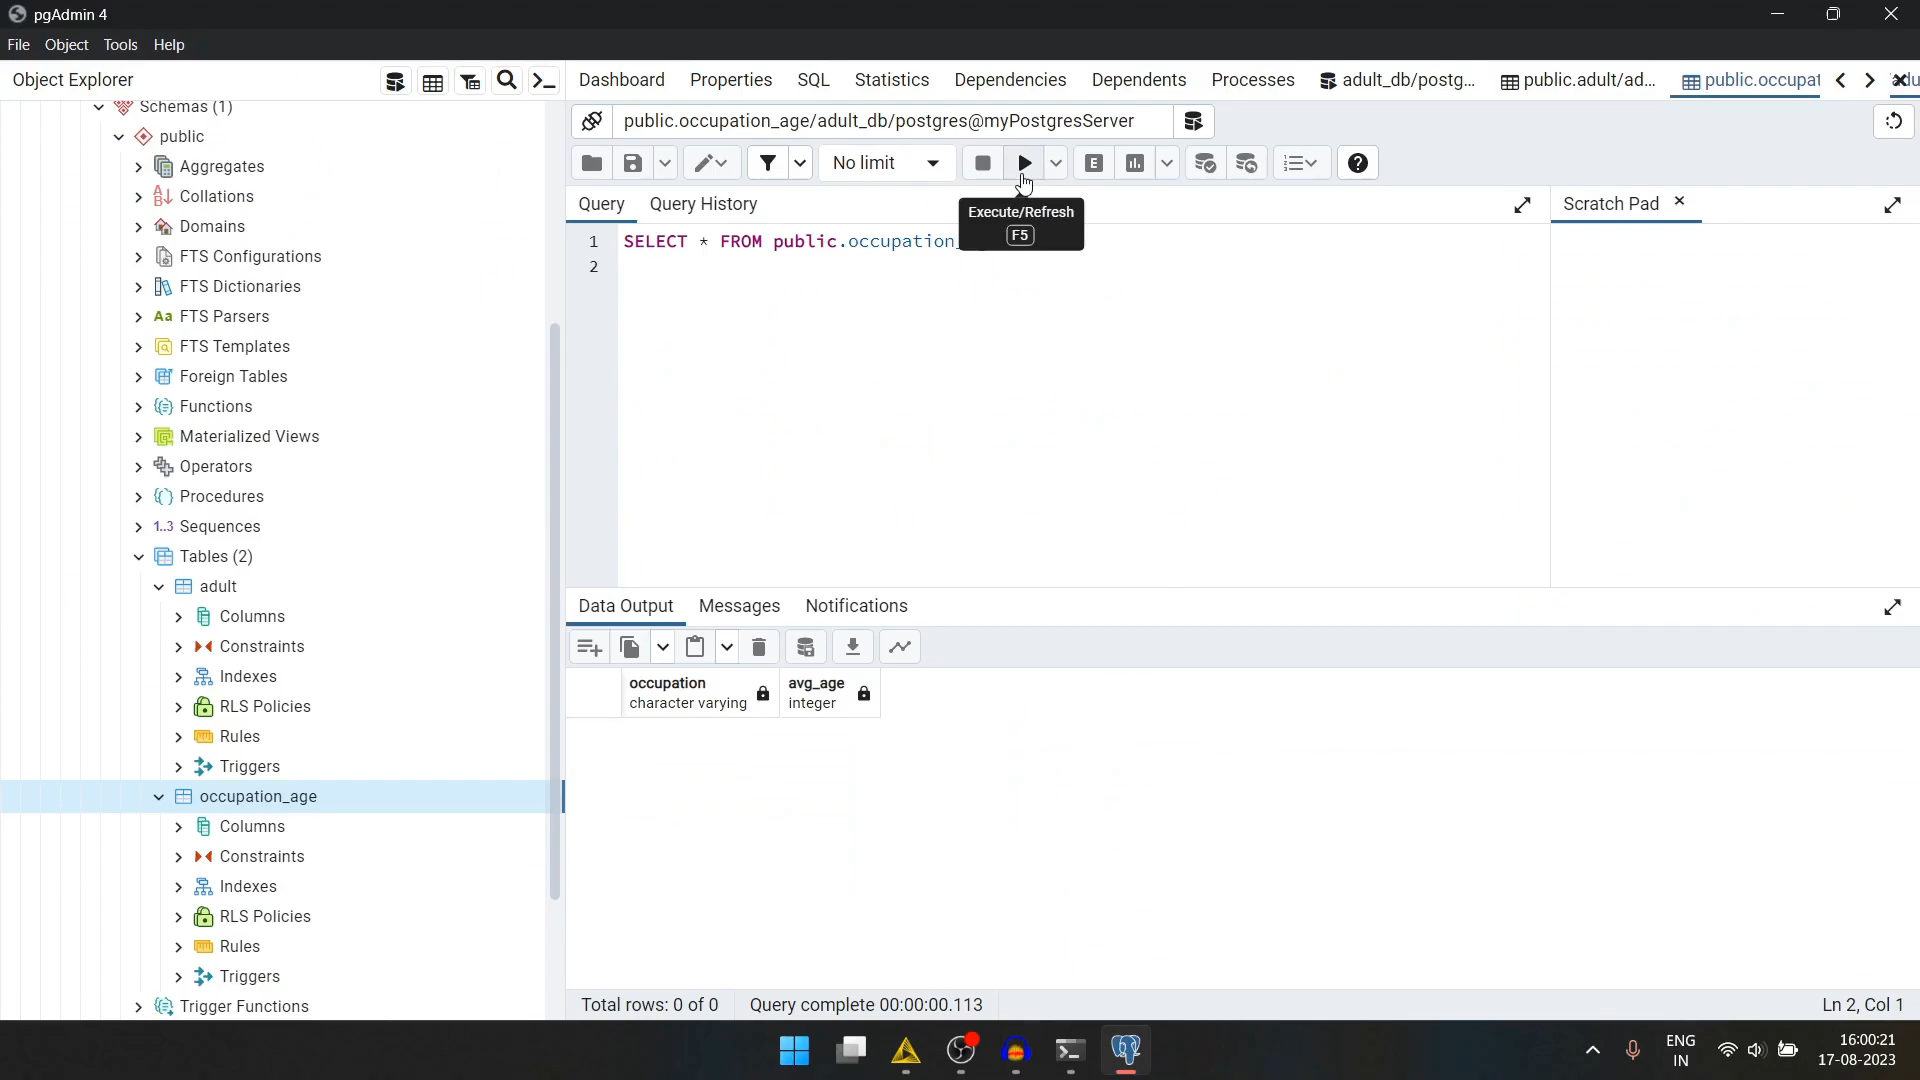 pgAdmin 4
File Object Tools Help
Object Explorer
Dashboard Properties SQL Statistics Dependencies Dependents Processes adult_db/postg... public.adult/ad... public.occupat
public.occupation_age/adult_db/postgres@myPostgresServer
No limit
E
Query Query History
Execute/Refresh
F5
Scratch Pad
1 SELECT * FROM public.occupation_
2
Schemas (1)
public
Aggregates
Collations
Domains
FTS Configurations
FTS Dictionaries
Aa FTS Parsers
FTS Templates
Foreign Tables
Functions
Materialized Views
Operators
Procedures
1..3 Sequences
Tables (2)
adult
Columns
Constraints
Indexes
RLS Policies
Rules
Triggers
occupation_age
Columns
Constraints
Indexes
RLS Policies
Rules
Triggers
Trigger Functions
Data Output Messages Notifications
occupation
character varying
avg_age
integer
Total rows: 0 of 0 Query complete 00:00:00.113 Ln 2, Col 1
ENG
IN
16:00:21
17-08-2023